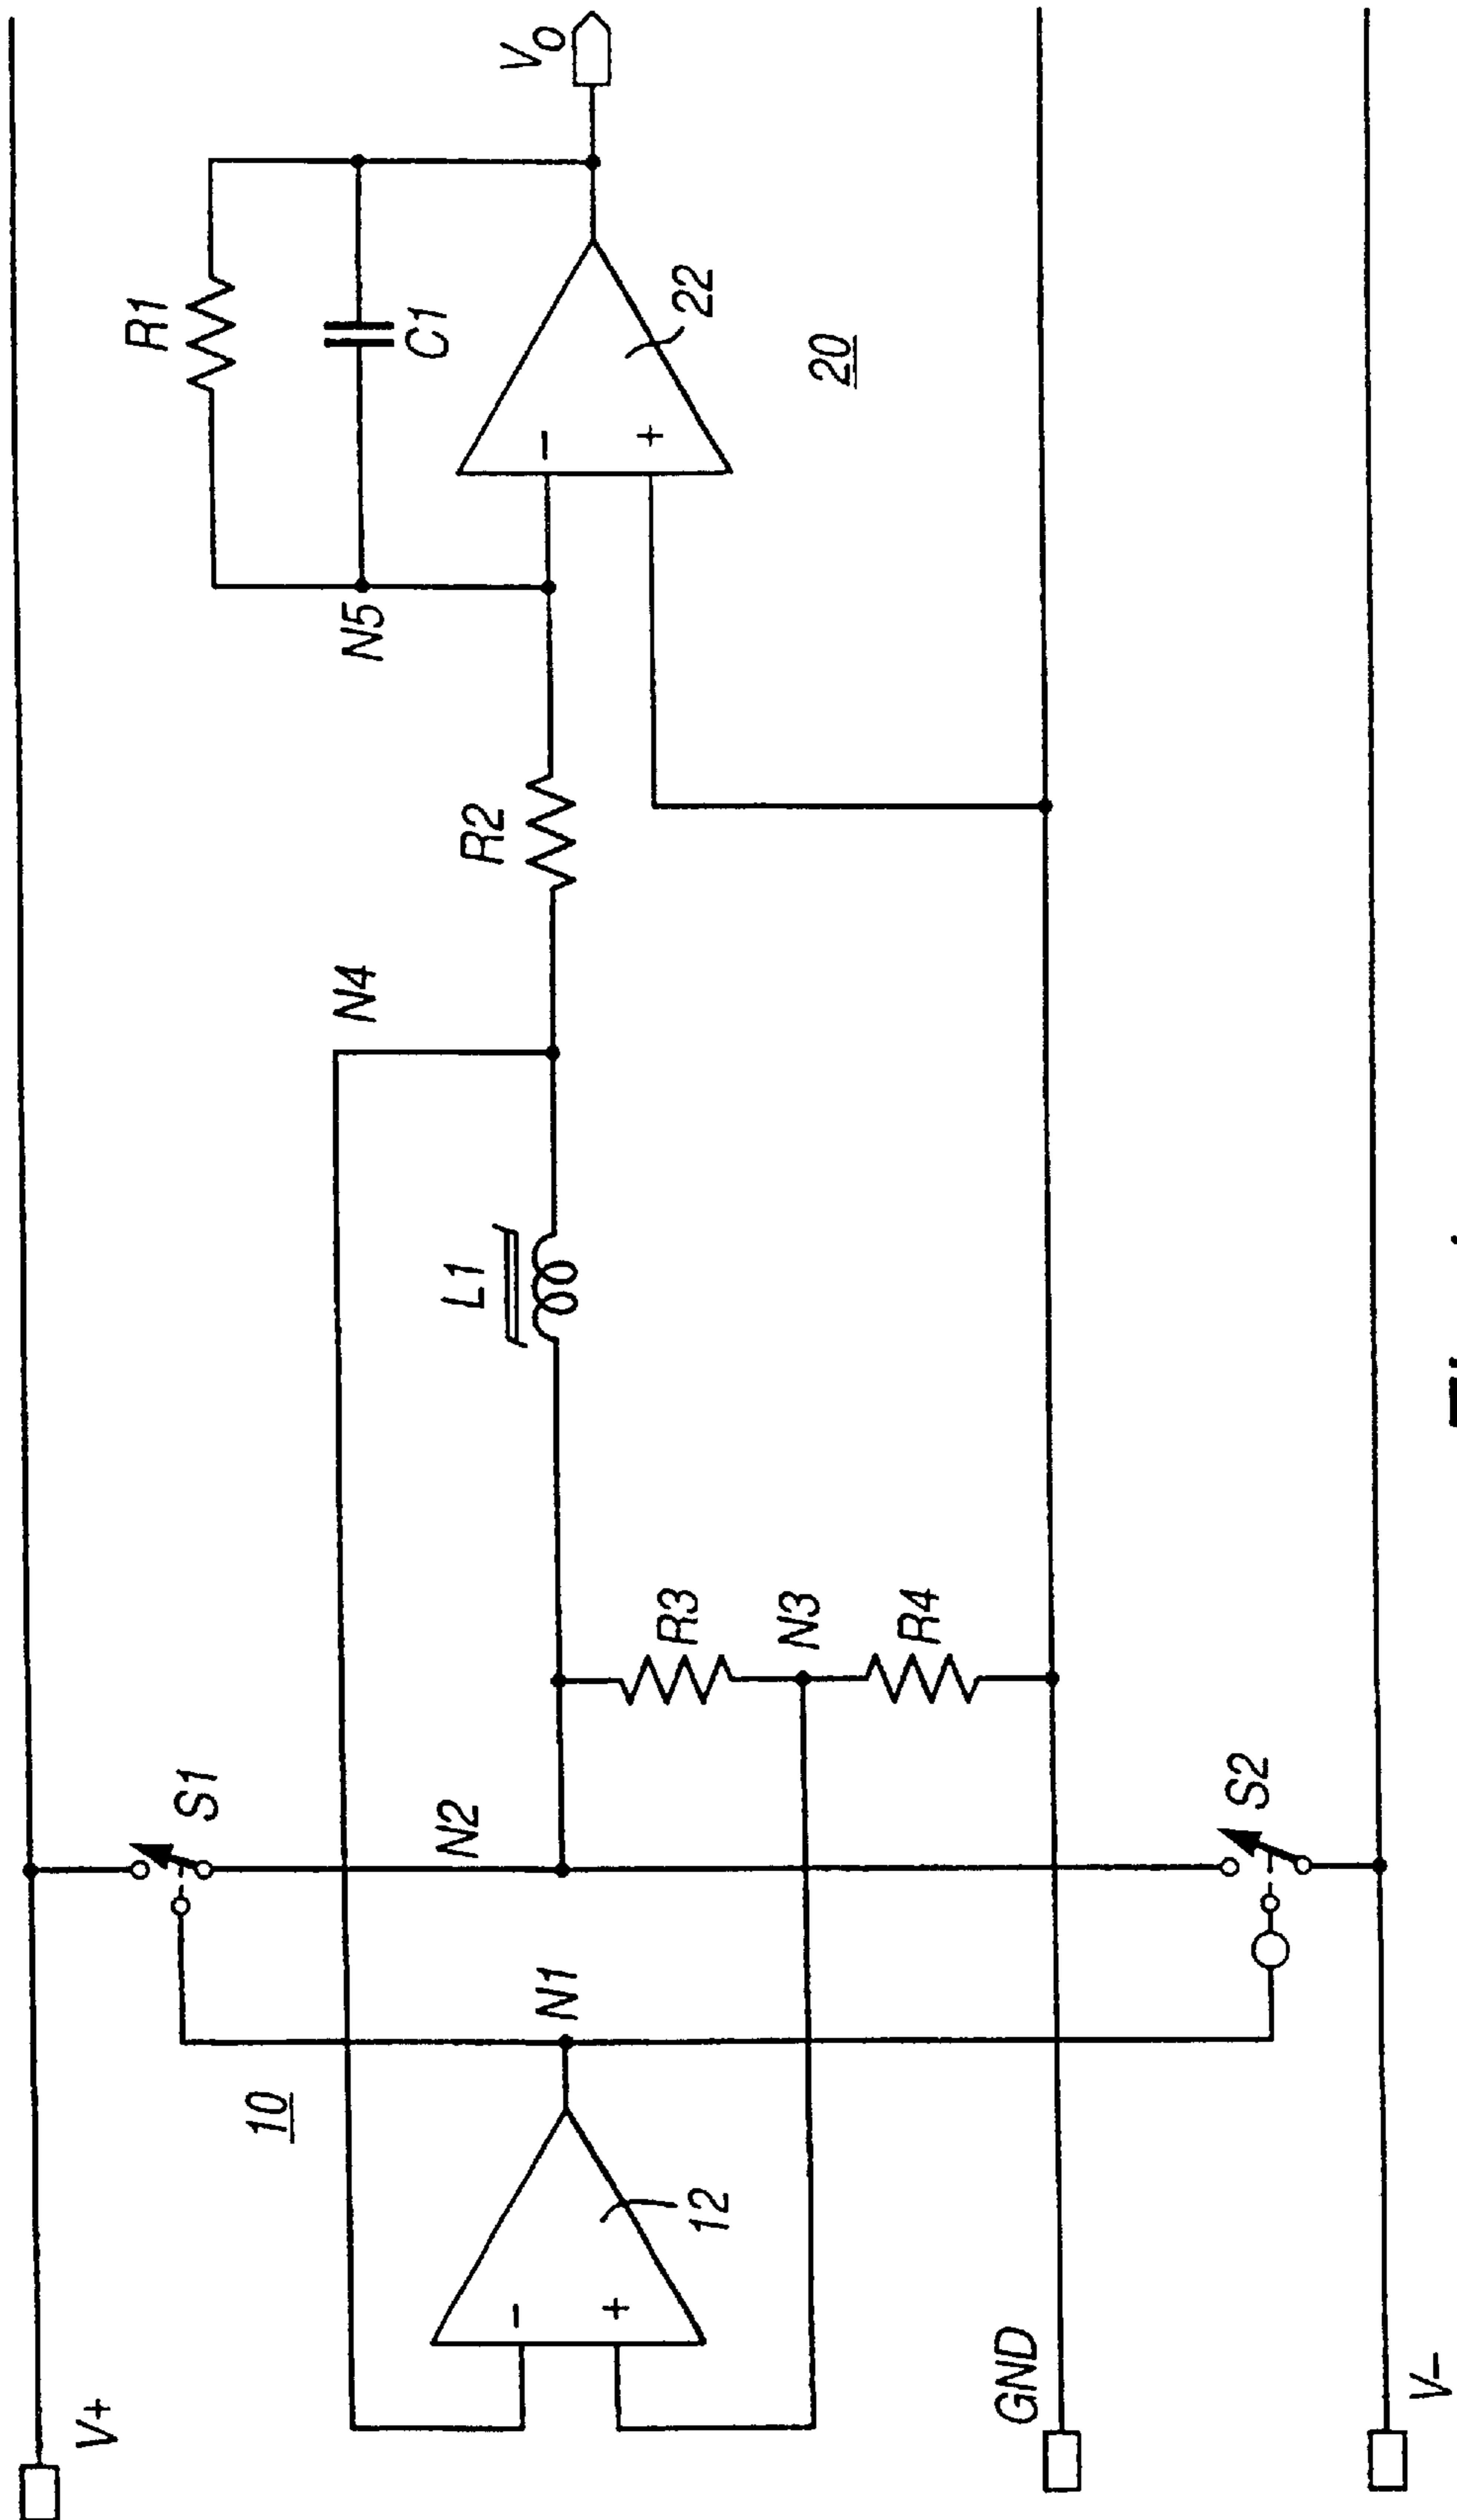 V+
10
S1
R1
C1
N5
N4
N2
L1
R2
VO
-
+
22
20
N1
-
+
12
R3
N3
R4
GND
S2
V-